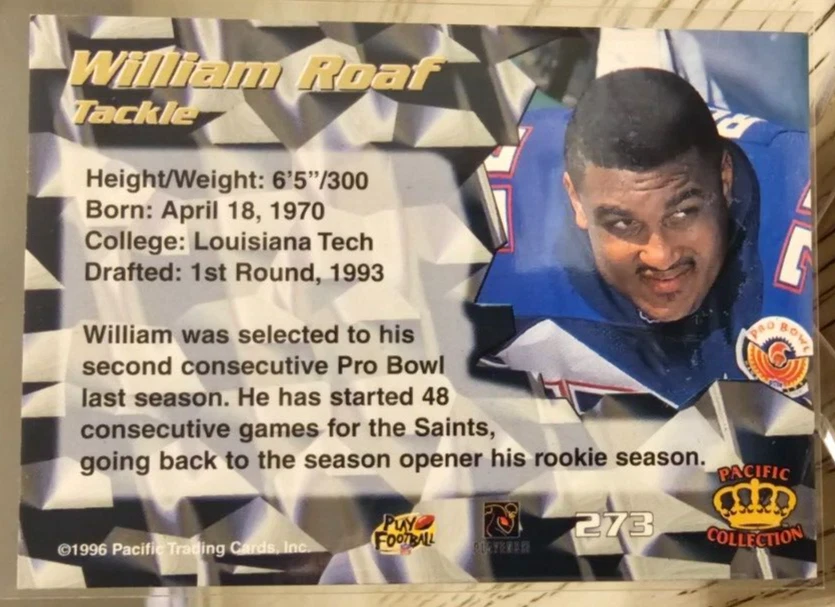 William Roaf
Tackle
Height/Weight: 6'5"/300
Born: April 18, 1970
College: Louisiana Tech
Drafted: 1st Round, 1993
William was selected to his
second consecutive Pro Bowl
last season. He has started 48
consecutive games for the Saints,
going back to the season opener his rookie season.
PRO BOWL
©1996 Pacific Trading Cards, Inc.
PLAY
FOOTBALL
PLAYERS
273
PACIFIC
COLLECTION